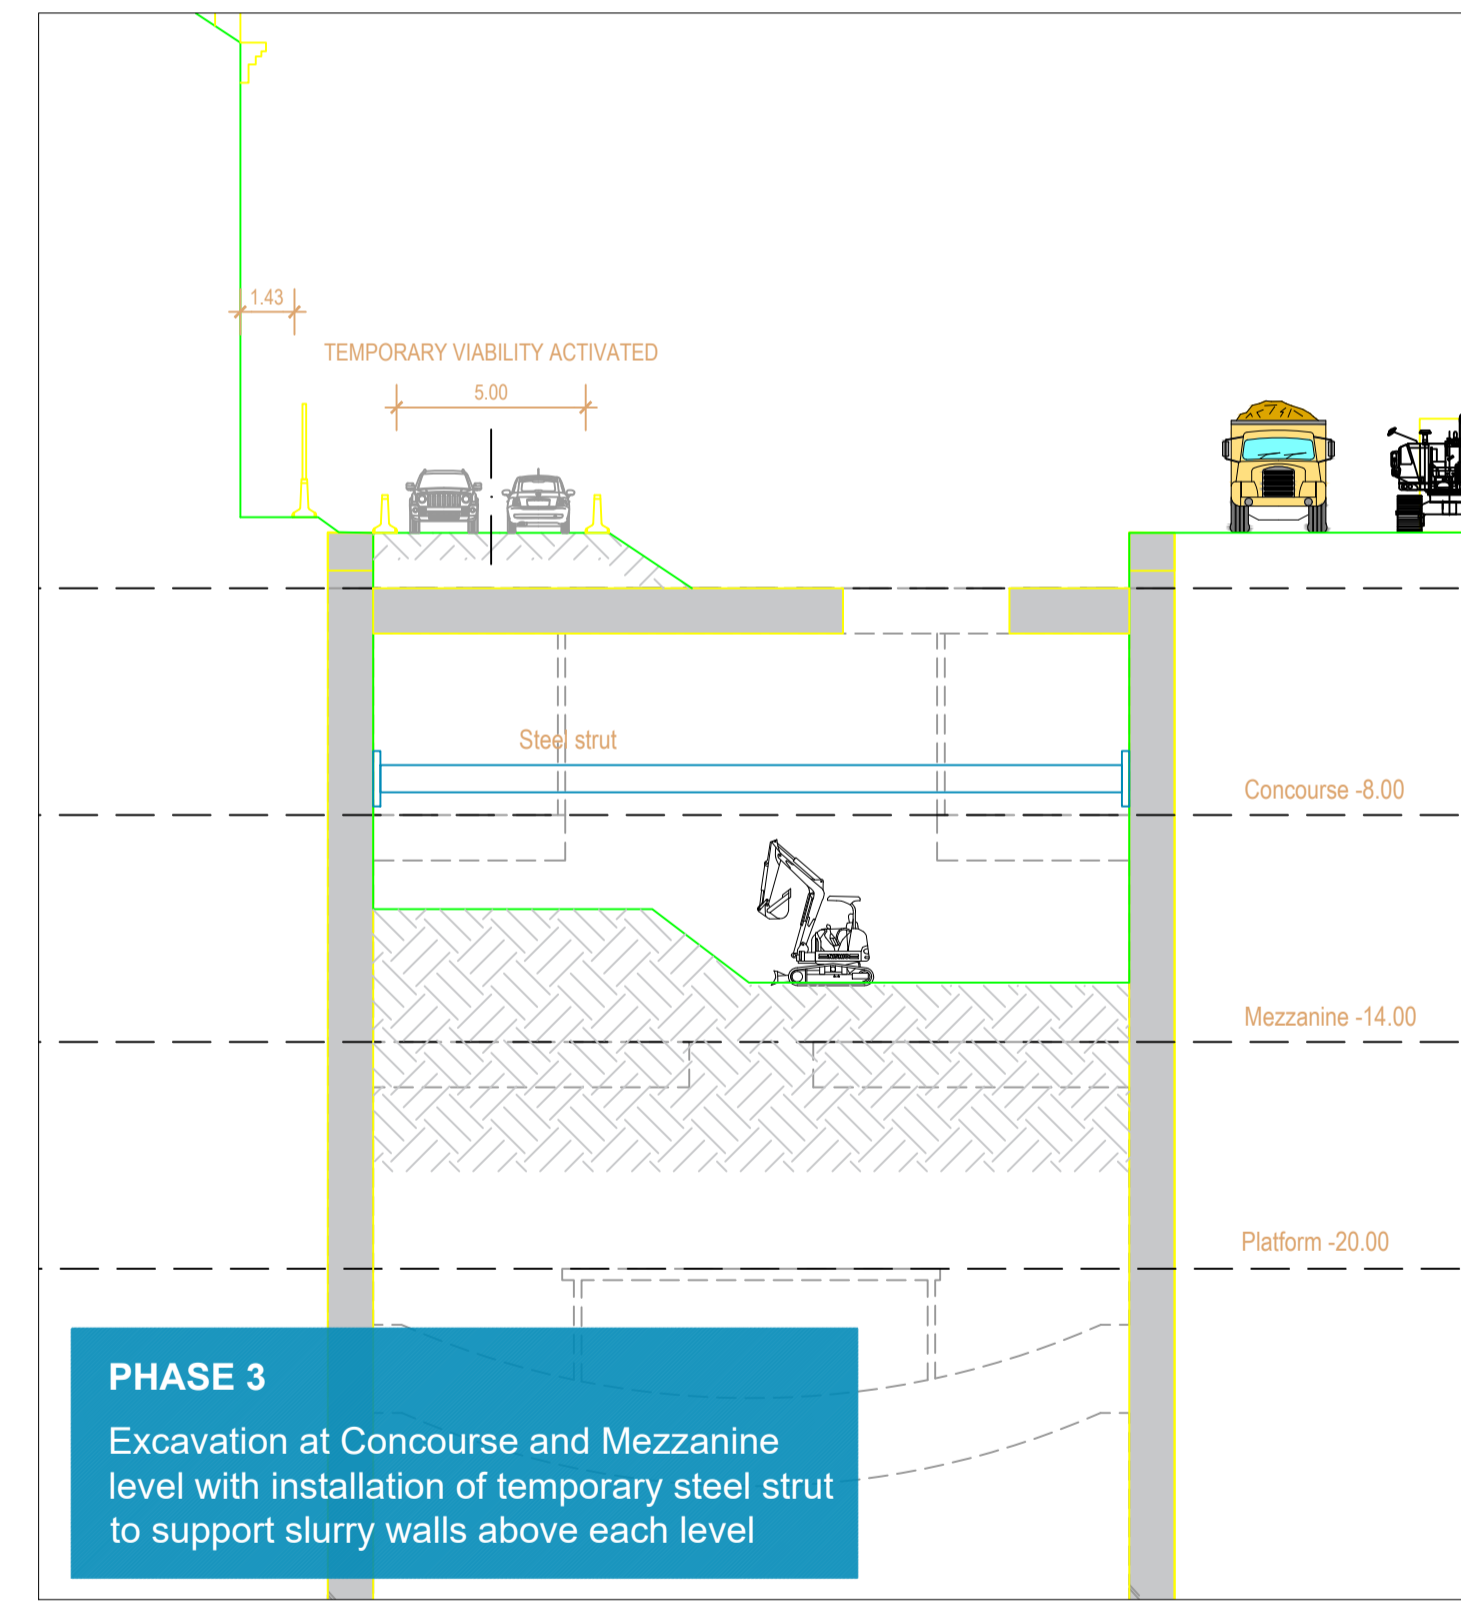 1.43
TEMPORARY VIABILITY ACTIVATED
5.00
Steel strut
Concourse -8.00
Mezzanine -14.00
Platform -20.00
PHASE 3
Excavation at Concourse and Mezzanine
level with installation of temporary steel strut
to support slurry walls above each level